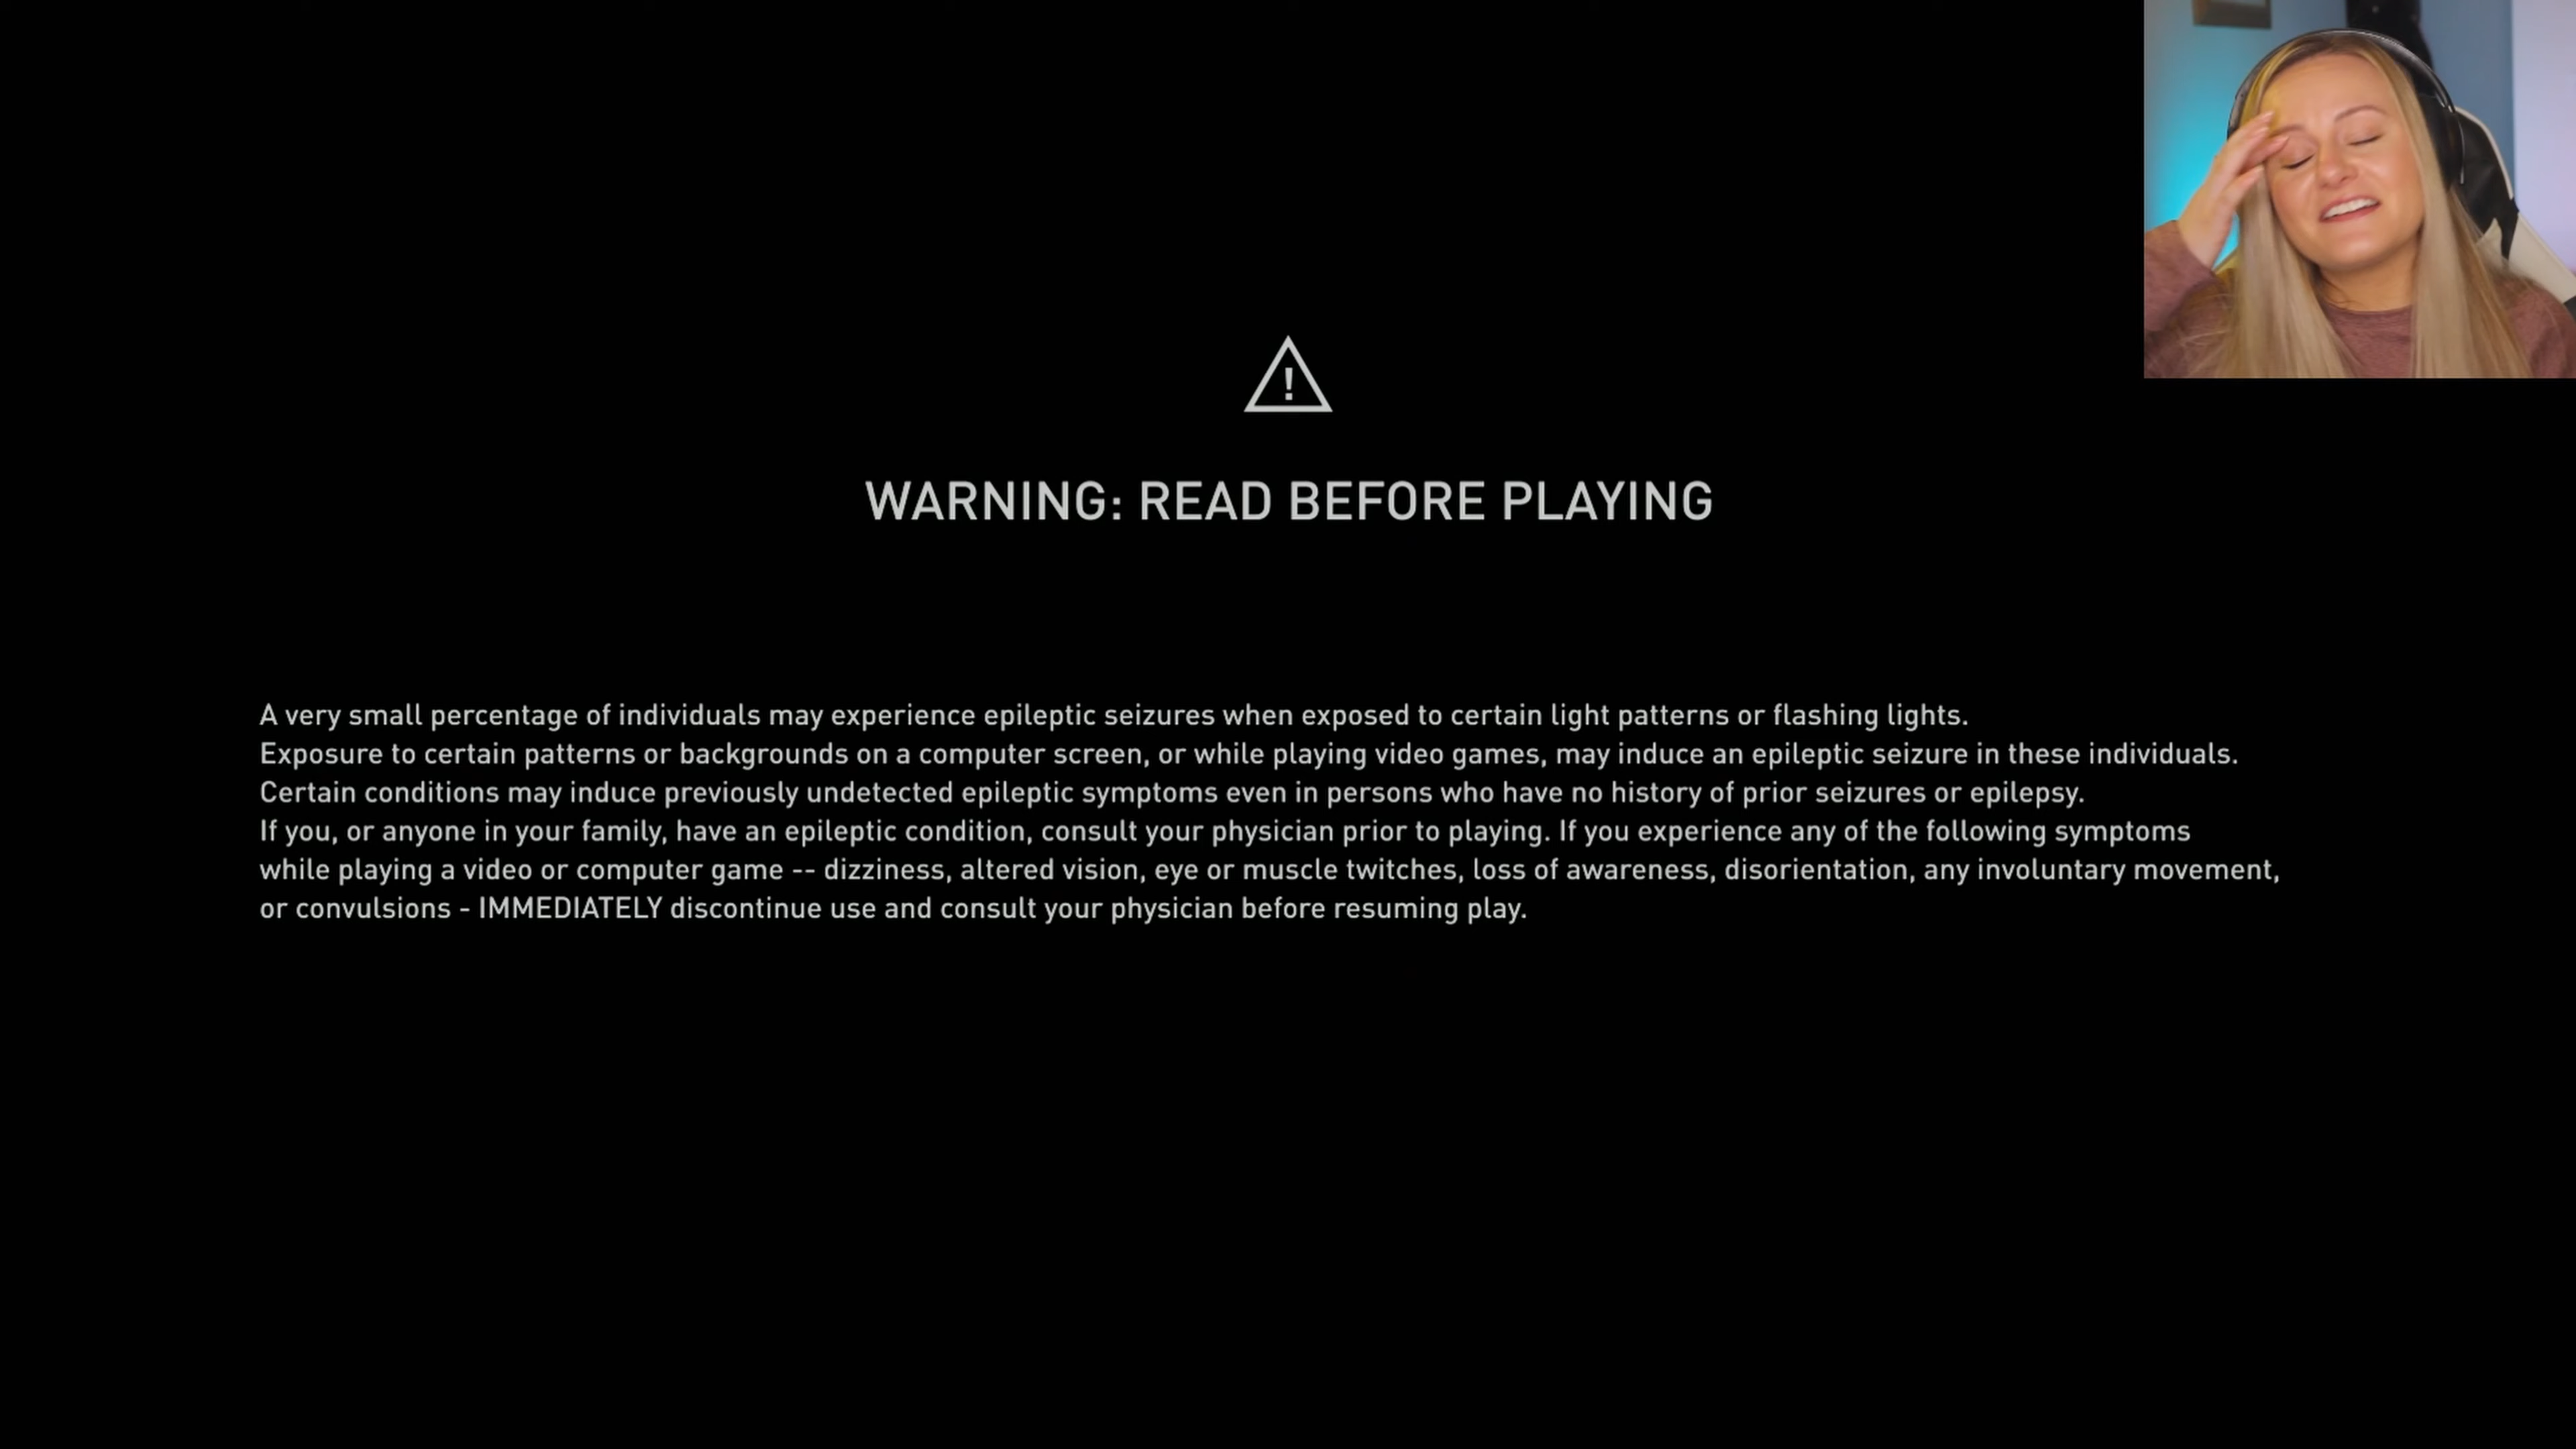 WARNING: READ BEFORE PLAYING
A very small percentage of individuals may experience epileptic seizures when exposed to certain light patterns or flashing lights.
Exposure to certain patterns or backgrounds on a computer screen, or while playing video games, may induce an epileptic seizure in these individuals.
Certain conditions may induce previously undetected epileptic symptoms even in persons who have no history of prior seizures or epilepsy.
If you, or anyone in your family, have an epileptic condition, consult your physician prior to playing. If you experience any of the following symptoms
while playing a video or computer game -- dizziness, altered vision, eye or muscle twitches, loss of awareness, disorientation, any involuntary movement,
or convulsions - IMMEDIATELY discontinue use and consult your physician before resuming play.